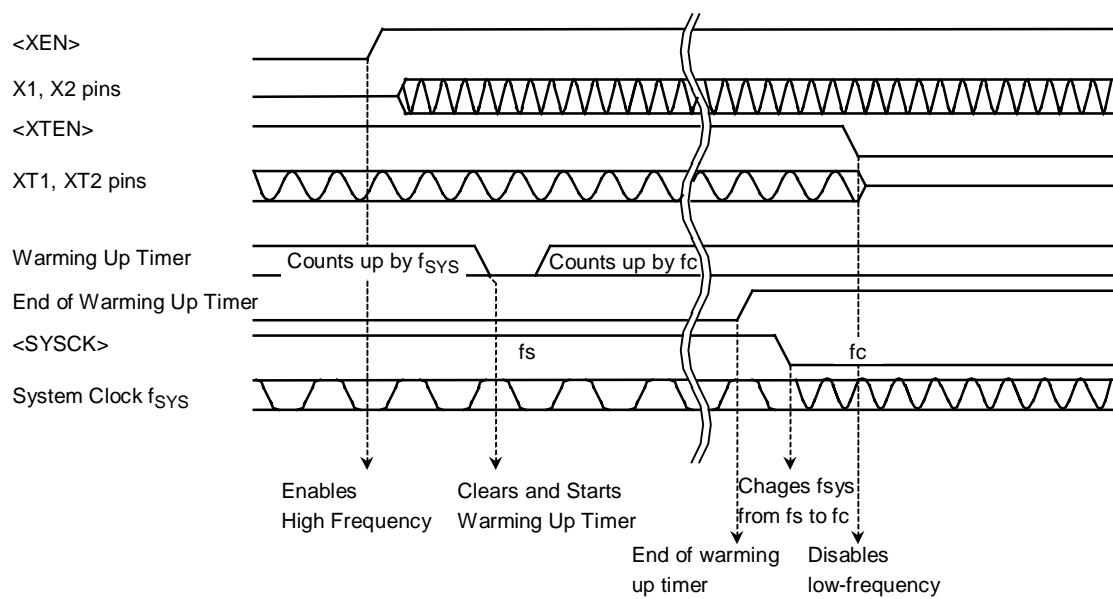 <XEN>
X1, X2 pins
<XTEN>
XT1, XT2 pins
Warming Up Timer
Counts up by fSYS
Counts up by fc
End of Warming Up Timer
<SYSCK>
fs
fc
System Clock fSYS
Enables
High Frequency
Clears and Starts
Warming Up Timer
Chages fsys
from fs to fc
End of warming
up timer
Disables
low-frequency